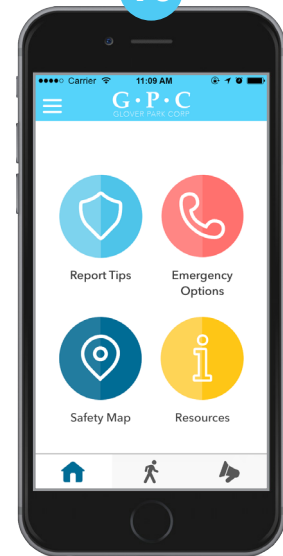 Carrier 11:09 AM
G·P·C
GLOVER PARK CORP
Report Tips
Emergency
Options
Safety Map
Resources